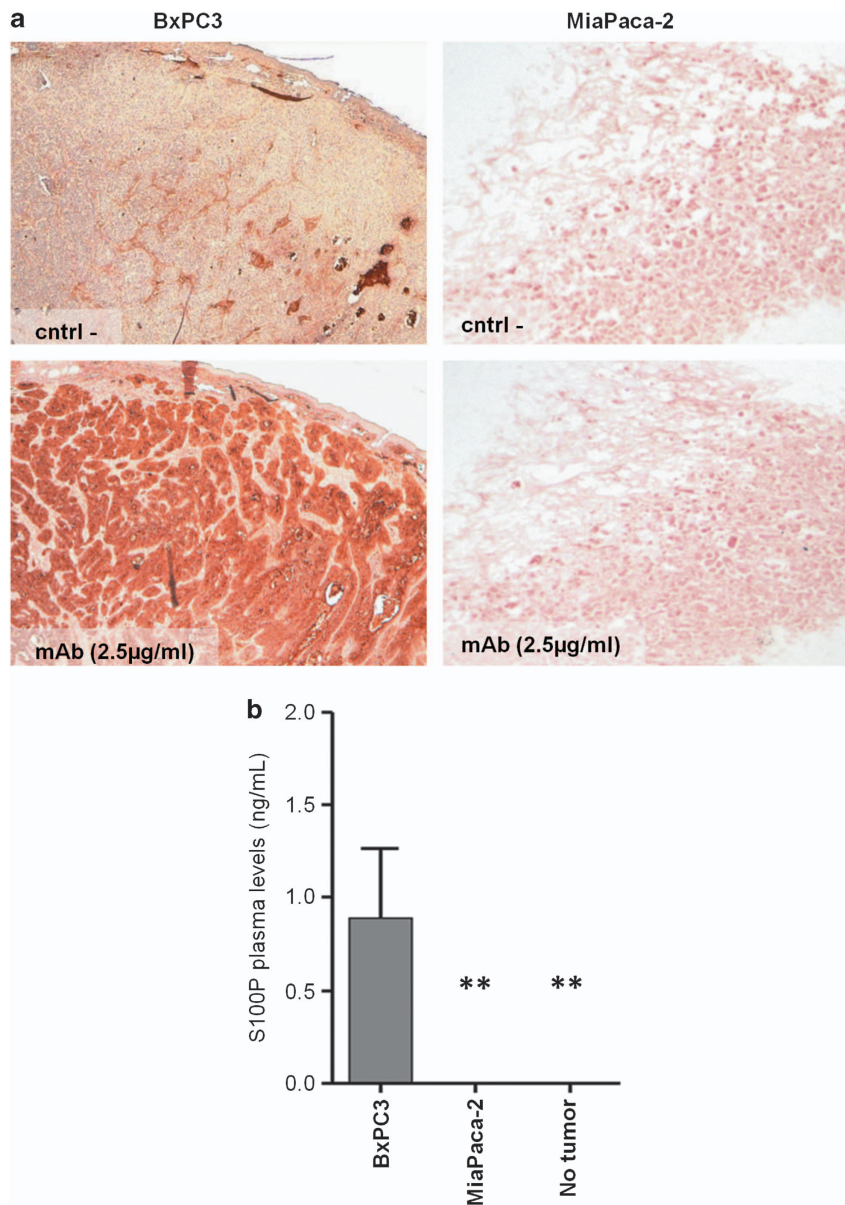 a
BxPC3
MiaPaca-2
cntrl -
cntrl -
mAb (2.5µg/ml)
mAb (2.5µg/ml)
b
S100P plasma levels (ng/mL)
2.0
1.5
1.0
0.5
0.0
**
**
BxPC3
MiaPaca-2
No tumor